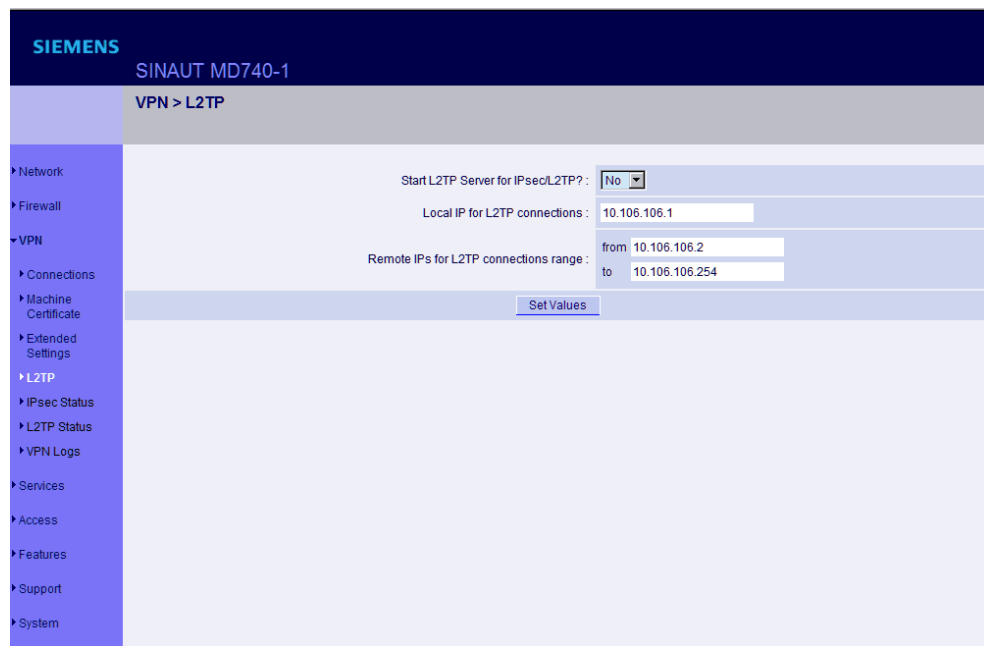 SIEMENS
SINAUT MD740-1
VPN > L2TP
Network
Firewall
VPN
Connections
Machine
Certificate
Extended
Settings
L2TP
IPsec Status
L2TP Status
VPN Logs
Services
Access
Features
Support
System
Start L2TP Server for IPsec/L2TP? : No
Local IP for L2TP connections : 10.106.106.1
Remote IPs for L2TP connections range :
from 10.106.106.2
to 10.106.106.254
Set Values